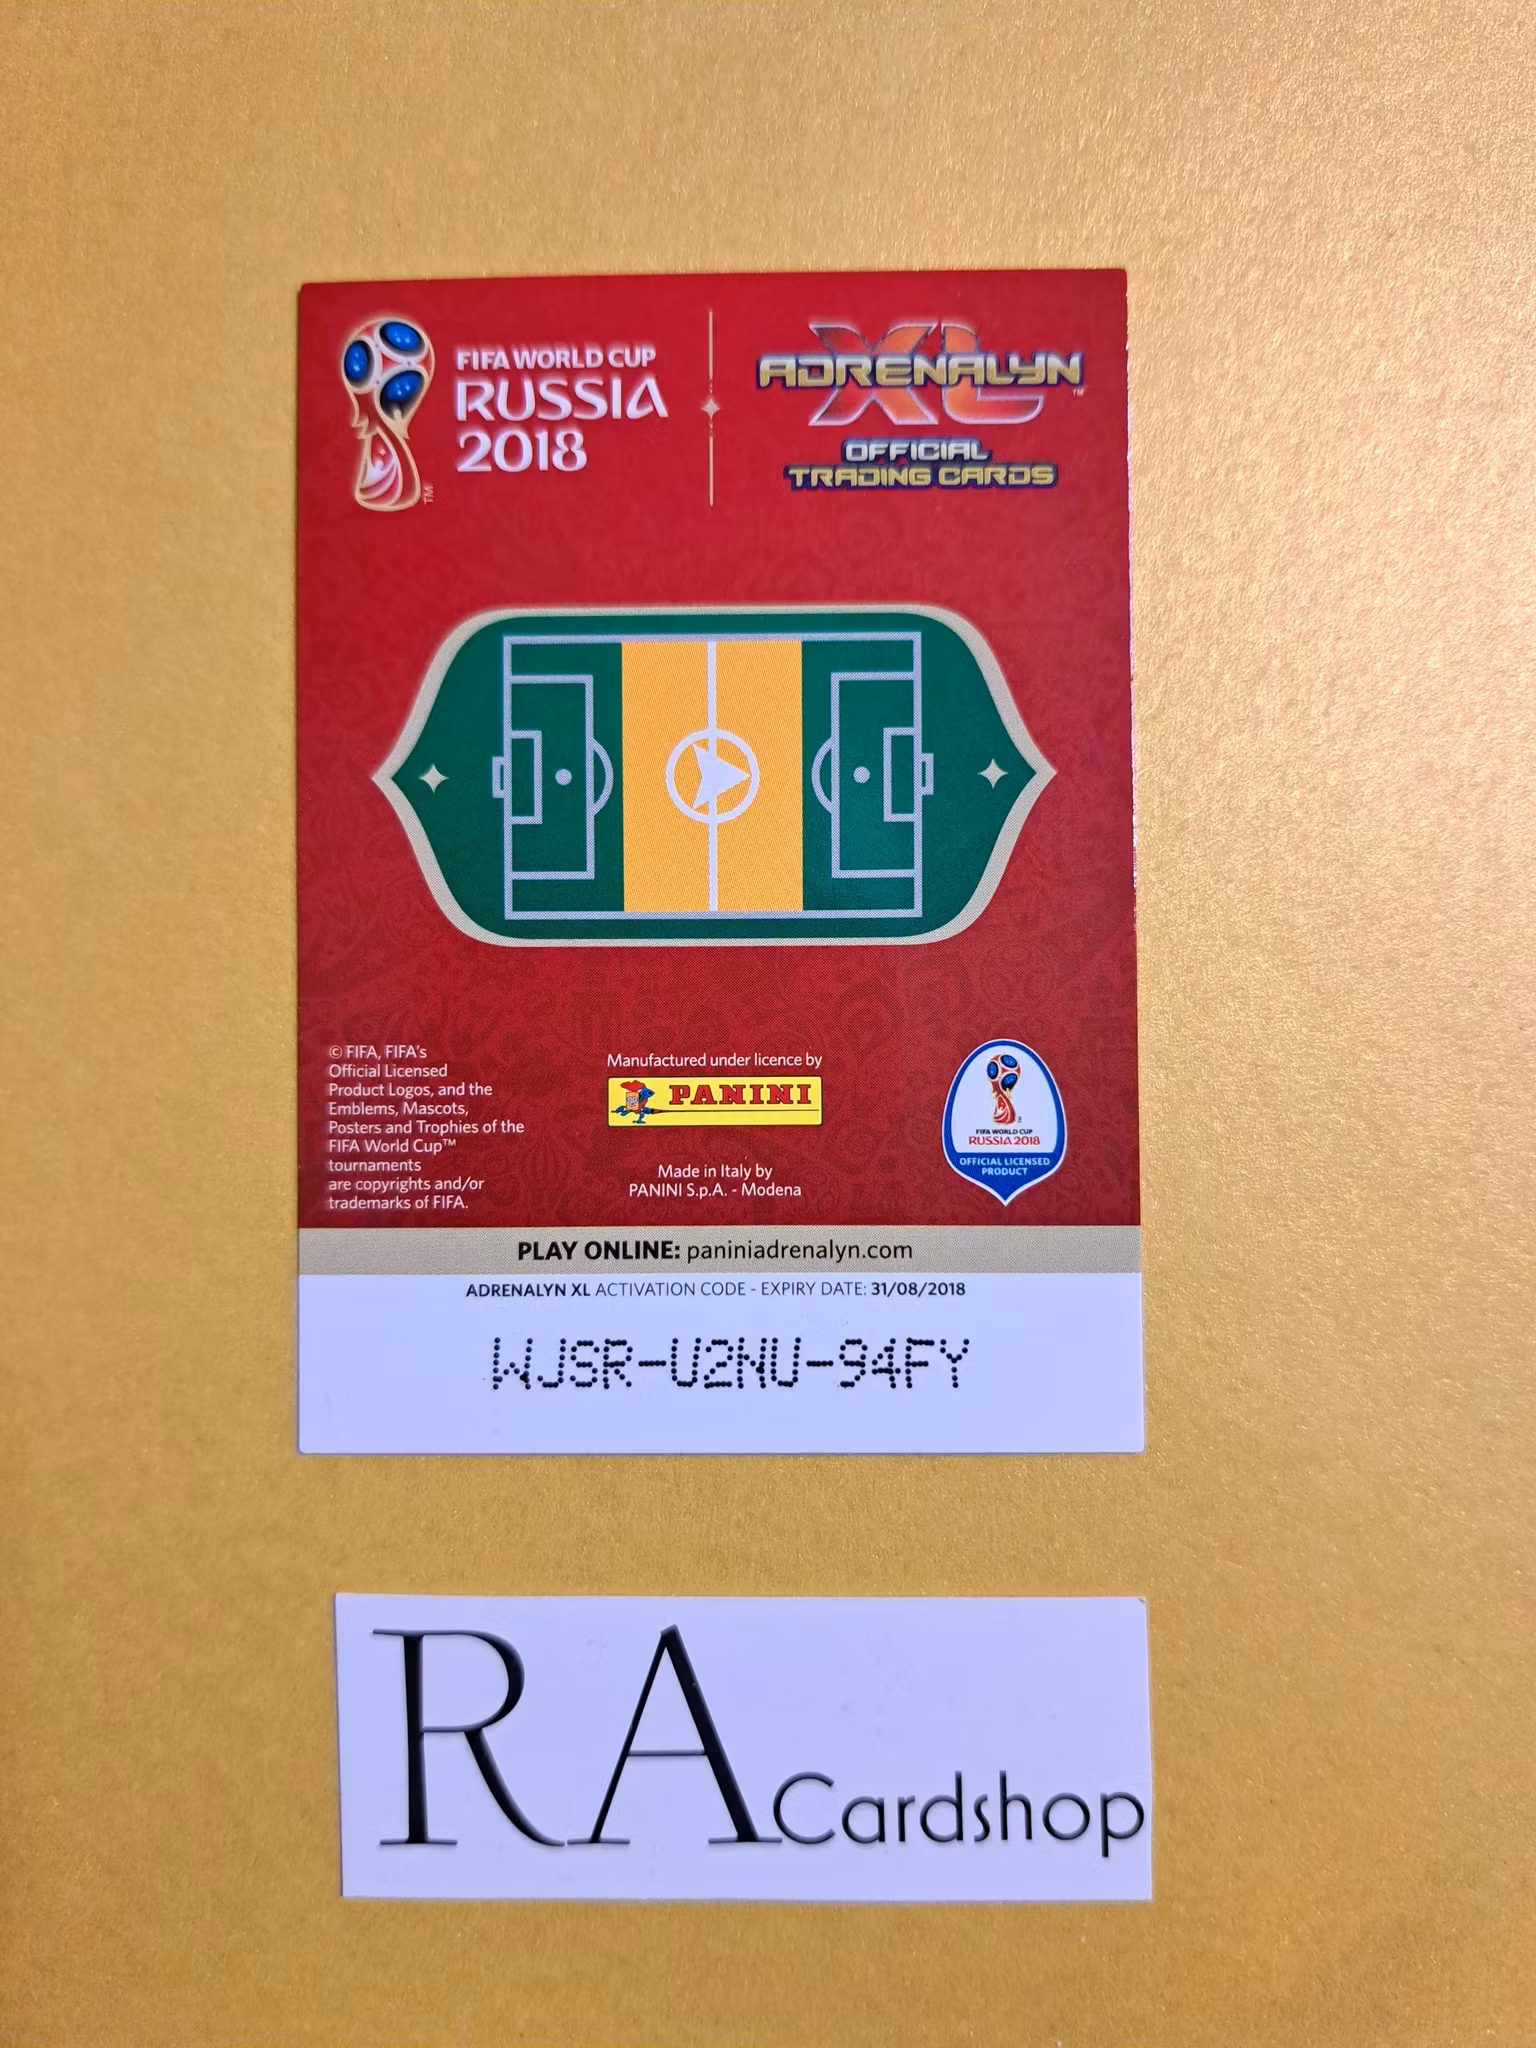 FIFA WORLD CUP
RUSSIA
2018
TM
ADRENALYN
XL
TM
OFFICIAL
TRADING CARDS
© FIFA, FIFA's
Official Licensed
Product Logos, and the
Emblems, Mascots,
Posters and Trophies of the
FIFA World Cup™
tournaments
are copyrights and/or
trademarks of FIFA.
Manufactured under licence by
PANINI
Made in Italy by
PANINI S.p.A. - Modena
FIFA WORLD CUP
RUSSIA 2018
OFFICIAL LICENSED
PRODUCT
PLAY ONLINE: paniniadrenalyn.com
ADRENALYN XL ACTIVATION CODE - EXPIRY DATE: 31/08/2018
WJSR-U2NU-94FY
RA Cardshop